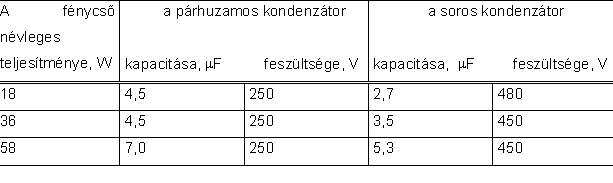 A fénycső névleges teljesítménye, W
a párhuzamos kondenzátor
a soros kondenzátor
kapacitása, μF feszültsége, V kapacitása, μF feszültsége, V
18 4,5 250 2,7 480
36 4,5 250 3,5 450
58 7,0 250 5,3 450